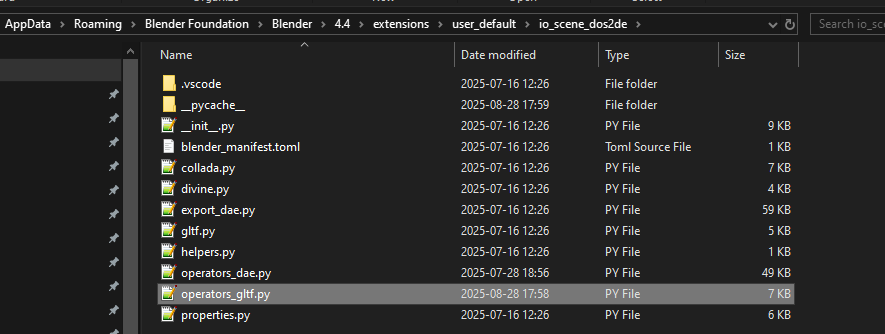 AppData > Roaming > Blender Foundation > Blender > 4.4 > extensions > user_default > io_scene_dos2de > Search io_sc
Name Date modified Type Size
.vscode 2025-07-16 12:26 File folder
__pycache__ 2025-08-28 17:59 File folder
__init__.py 2025-07-16 12:26 PY File 9 KB
blender_manifest.toml 2025-07-16 12:26 Toml Source File 1 KB
collada.py 2025-07-16 12:26 PY File 7 KB
divine.py 2025-07-16 12:26 PY File 4 KB
export_dae.py 2025-07-16 12:26 PY File 59 KB
gltf.py 2025-07-16 12:26 PY File 5 KB
helpers.py 2025-07-16 12:26 PY File 1 KB
operators_dae.py 2025-07-28 18:56 PY File 49 KB
operators_gltf.py 2025-08-28 17:58 PY File 7 KB
properties.py 2025-07-16 12:26 PY File 6 KB